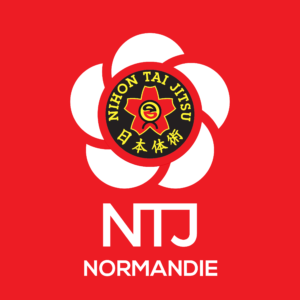 NIHON TAI JITSU
日本体術
NTJ
NORMANDIE